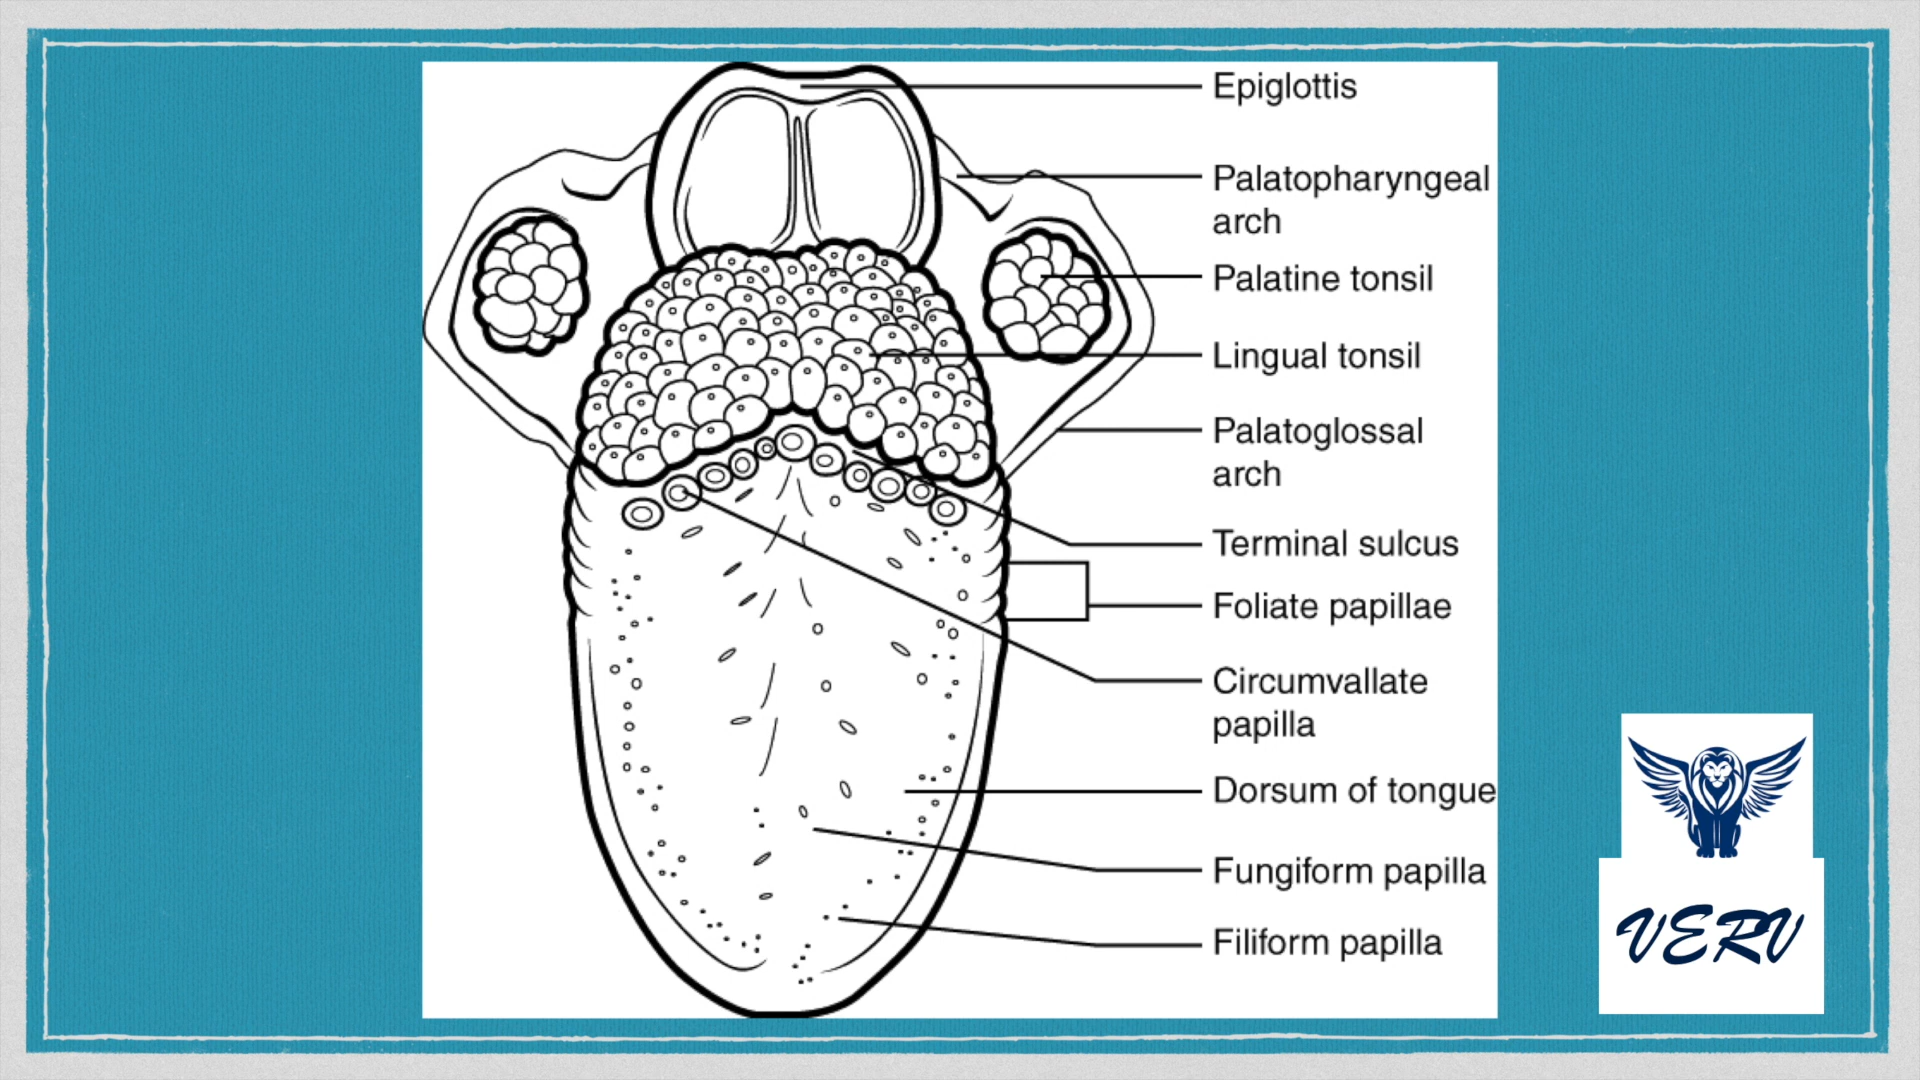 Epiglottis
Palatopharyngeal
arch
Palatine tonsil
Lingual tonsil
Palatoglossal
arch
Terminal sulcus
Foliate papillae
Circumvallate
papilla
Dorsum of tongue
Fungiform papilla
Filiform papilla
VERV